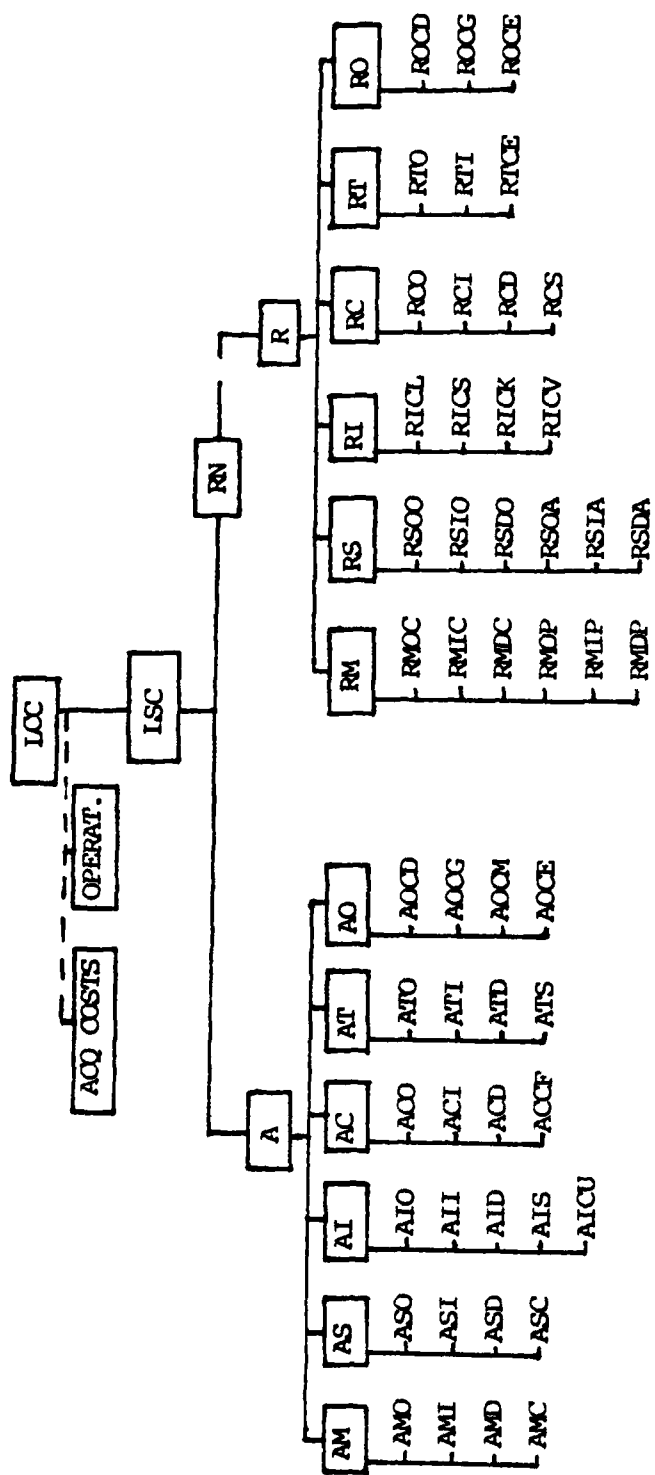 LCC
ACQ COSTS
OPERAT.
LSC
A
RN
R
AM
AMO
AMI
AMD
AMC
AS
ASO
ASI
ASD
ASC
AI
AIO
AII
AID
AIS
AICU
AC
ACO
ACI
ACD
ACCF
AT
ATO
ATI
ATD
ATS
AO
AOCD
AOCG
AOCM
AOCE
RM
RMOC
RMIC
RMDC
RMOP
RMIP
RMDP
RS
RSOO
RSIO
RSDO
RSOA
RSIA
RSDA
RI
RICL
RICS
RICK
RICV
RC
RCO
RCI
RCD
RCS
RT
RTO
RTI
RTCE
RO
ROCD
ROCG
ROCE